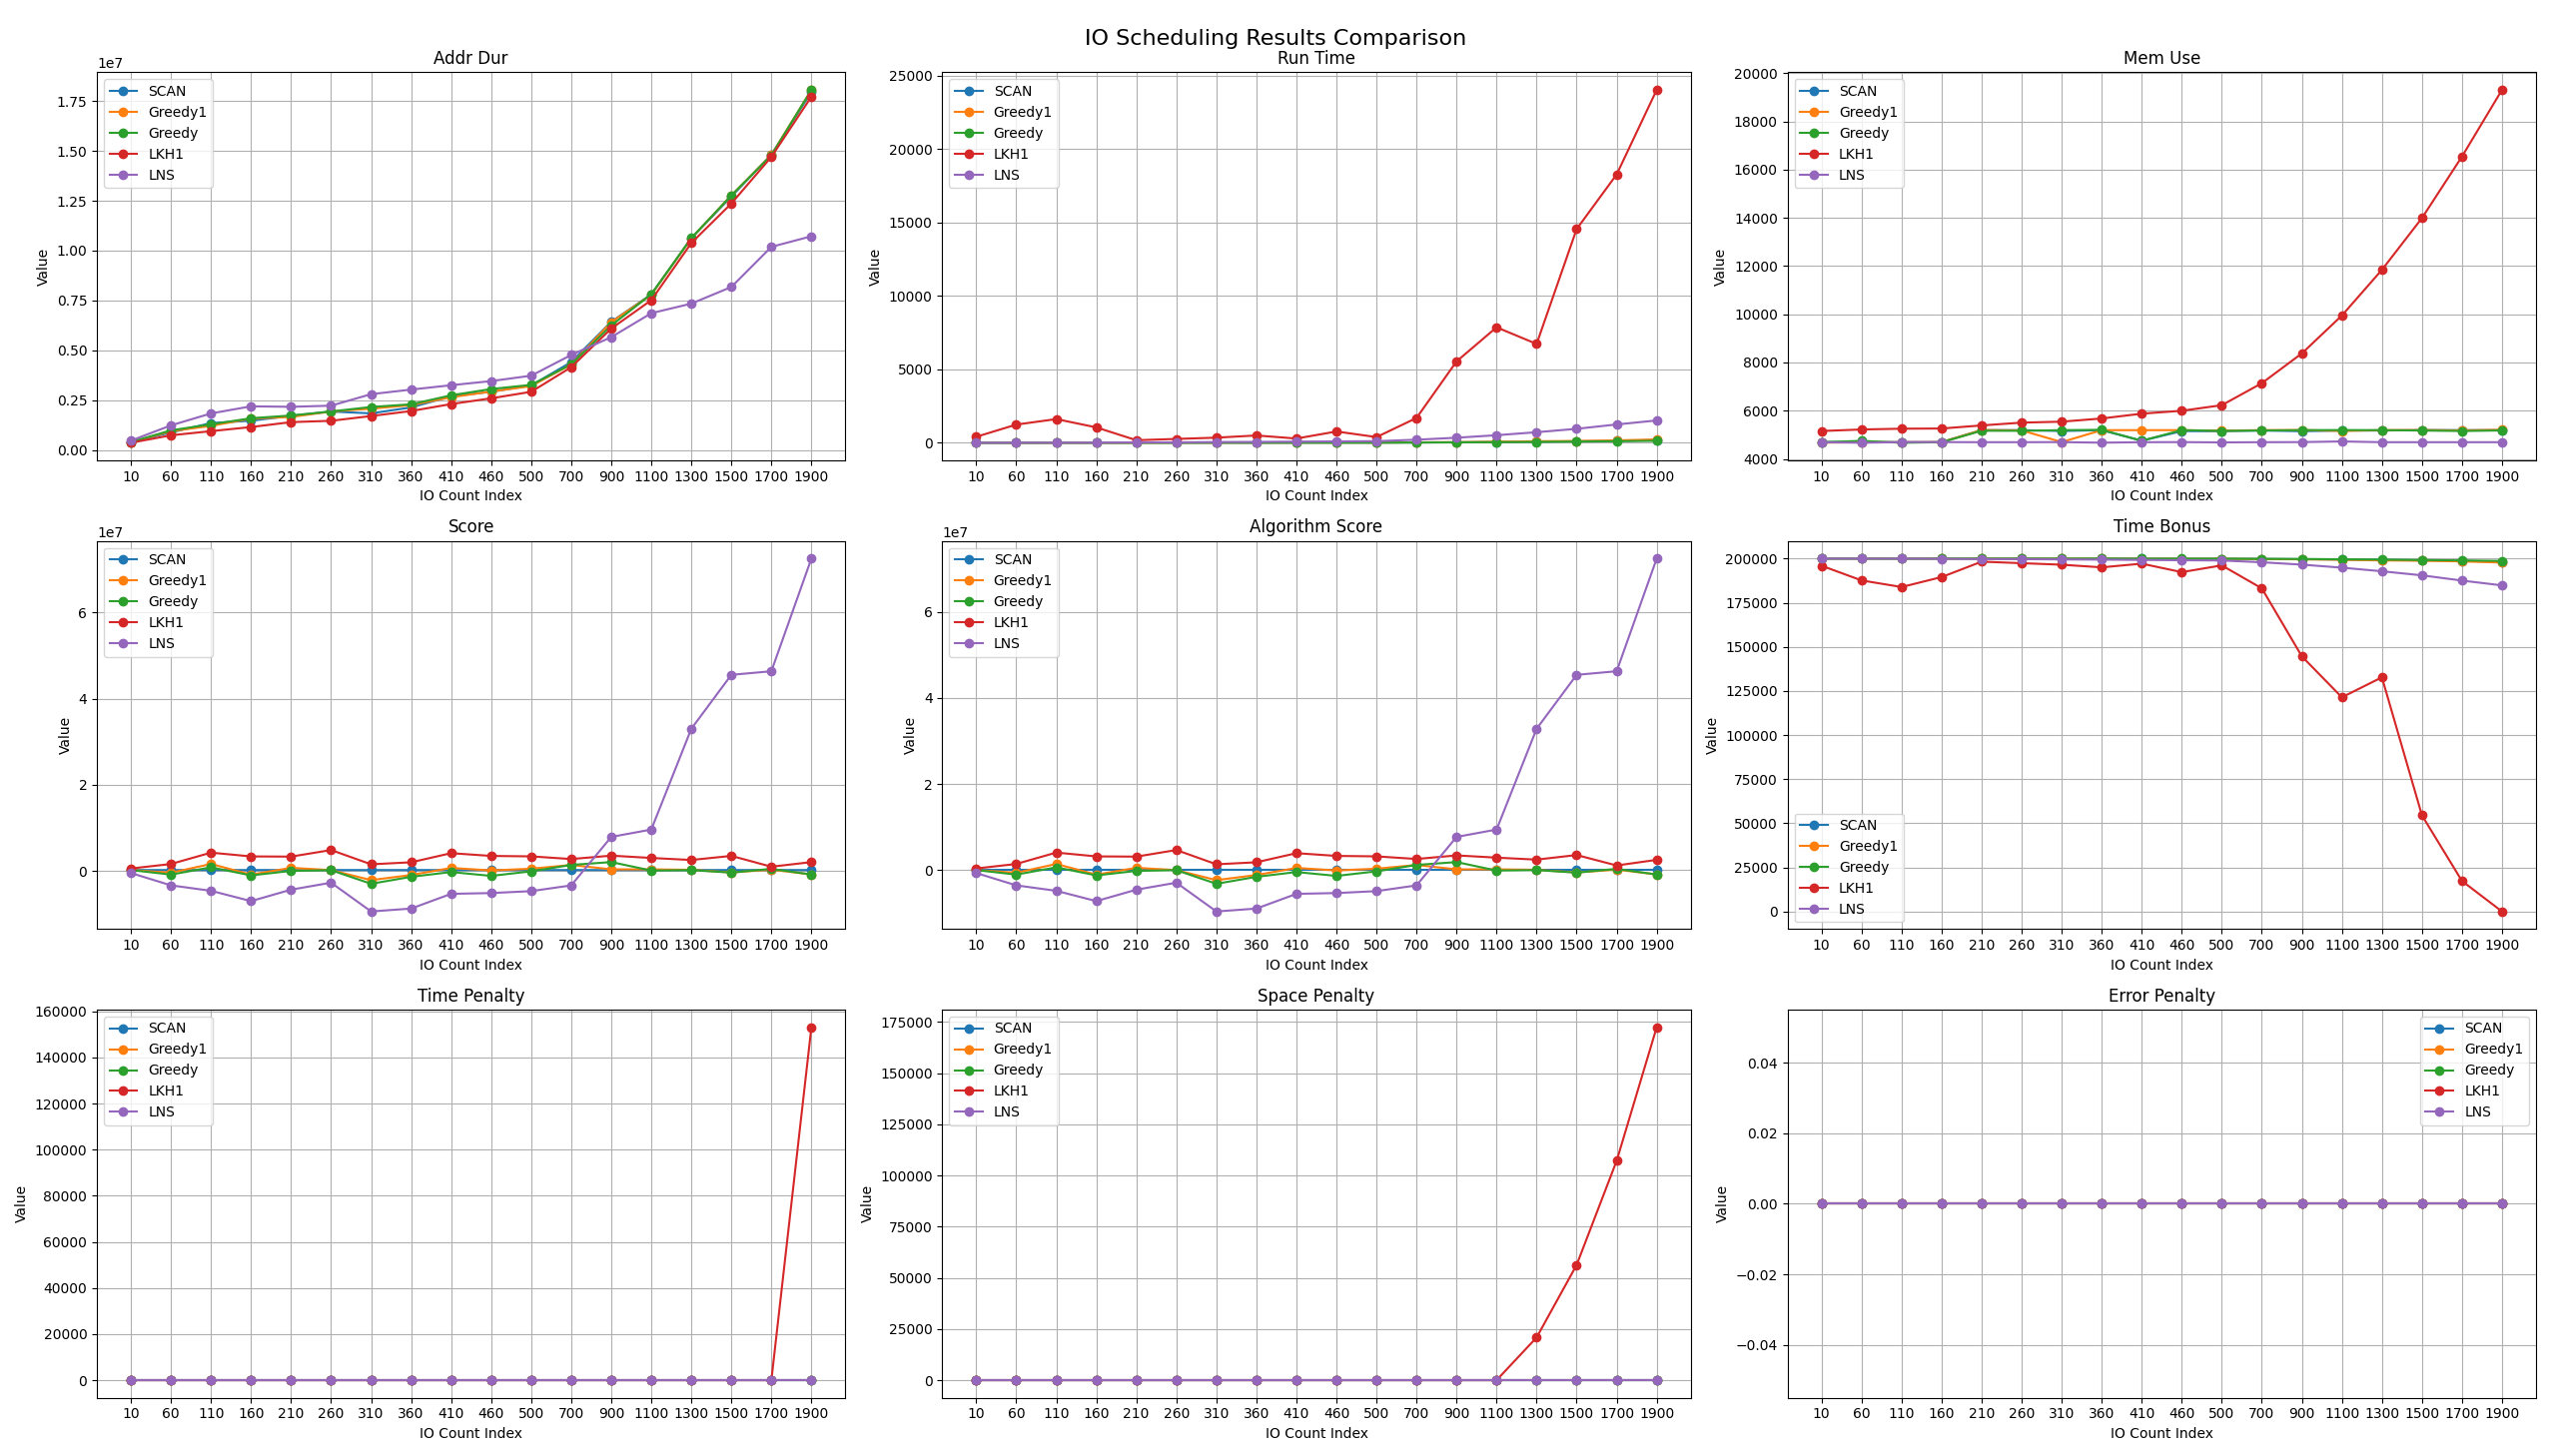 IO Scheduling Results Comparison
Addr Dur
1e7
SCAN
Greedy1
Greedy
LKH1
LNS
Value
1.75
1.50
1.25
1.00
0.75
0.50
0.25
0.00
10 60 110 160 210 260 310 360 410 460 500 700 900 1100 1300 1500 1700 1900
IO Count Index
Run Time
SCAN
Greedy1
Greedy
LKH1
LNS
Value
25000
20000
15000
10000
5000
0
10 60 110 160 210 260 310 360 410 460 500 700 900 1100 1300 1500 1700 1900
IO Count Index
Mem Use
SCAN
Greedy1
Greedy
LKH1
LNS
Value
20000
18000
16000
14000
12000
10000
8000
6000
4000
10 60 110 160 210 260 310 360 410 460 500 700 900 1100 1300 1500 1700 1900
IO Count Index
Score
1e7
SCAN
Greedy1
Greedy
LKH1
LNS
Value
6
4
2
0
10 60 110 160 210 260 310 360 410 460 500 700 900 1100 1300 1500 1700 1900
IO Count Index
Algorithm Score
1e7
SCAN
Greedy1
Greedy
LKH1
LNS
Value
6
4
2
0
10 60 110 160 210 260 310 360 410 460 500 700 900 1100 1300 1500 1700 1900
IO Count Index
Time Bonus
Value
200000
175000
150000
125000
100000
75000
50000
25000
0
SCAN
Greedy1
Greedy
LKH1
LNS
10 60 110 160 210 260 310 360 410 460 500 700 900 1100 1300 1500 1700 1900
IO Count Index
Time Penalty
SCAN
Greedy1
Greedy
LKH1
LNS
Value
160000
140000
120000
100000
80000
60000
40000
20000
0
10 60 110 160 210 260 310 360 410 460 500 700 900 1100 1300 1500 1700 1900
IO Count Index
Space Penalty
SCAN
Greedy1
Greedy
LKH1
LNS
Value
175000
150000
125000
100000
75000
50000
25000
0
10 60 110 160 210 260 310 360 410 460 500 700 900 1100 1300 1500 1700 1900
IO Count Index
Error Penalty
SCAN
Greedy1
Greedy
LKH1
LNS
Value
0.04
0.02
0.00
−0.02
−0.04
10 60 110 160 210 260 310 360 410 460 500 700 900 1100 1300 1500 1700 1900
IO Count Index